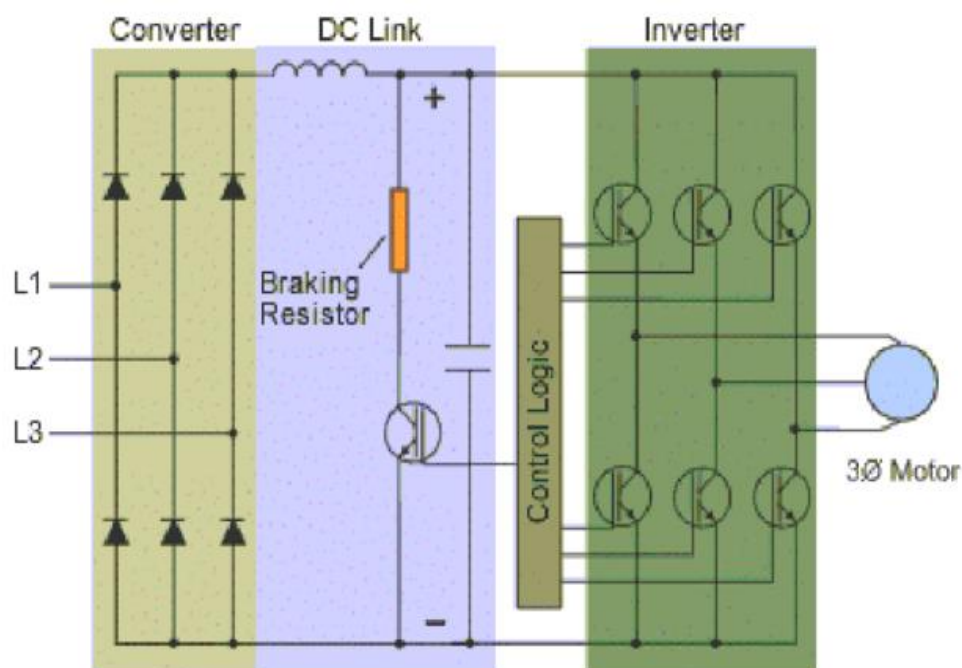 Converter
DC Link
Inverter
+
L1
Braking
Resistor
L2
L3
Control Logic
3Ø Motor
−